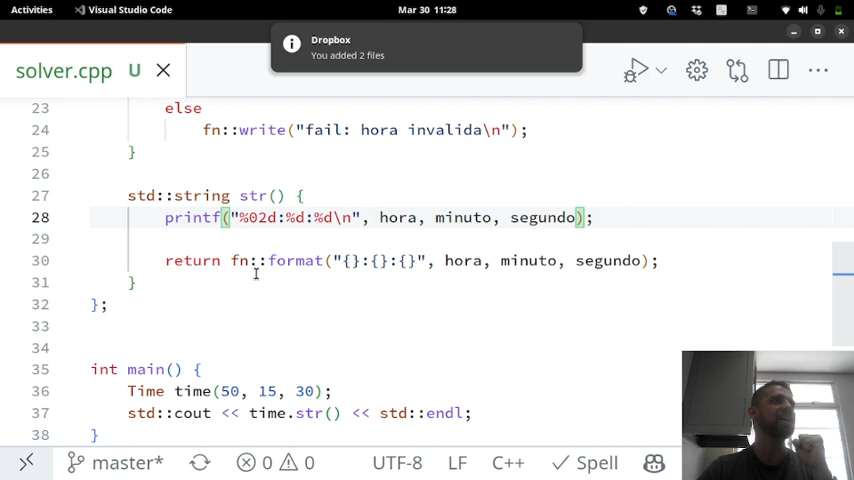 Activities Visual Studio Code Mar 30 11:28
Dropbox
You added 2 files
solver.cpp U
23 else
24 fn::write("fail: hora invalida\n");
25 }
26
27 std::string str() {
28 printf("%02d:%d:%d\n", hora, minuto, segundo);
29
30 return fn::format("{}:{}:{}", hora, minuto, segundo);
31 }
32 };
33
34
35 int main() {
36 Time time(50, 15, 30);
37 std::cout << time.str() << std::endl;
38 }
master* 0 0 UTF-8 LF C++ Spell